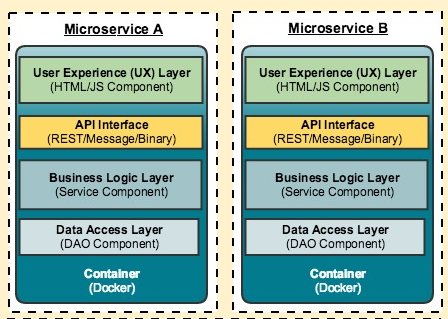 Microservice A
User Experience (UX) Layer
(HTML/JS Component)
API Interface
(REST/Message/Binary)
Business Logic Layer
(Service Component)
Data Access Layer
(DAO Component)
Container
(Docker)
Microservice B
User Experience (UX) Layer
(HTML/JS Component)
API Interface
(REST/Message/Binary)
Business Logic Layer
(Service Component)
Data Access Layer
(DAO Component)
Container
(Docker)